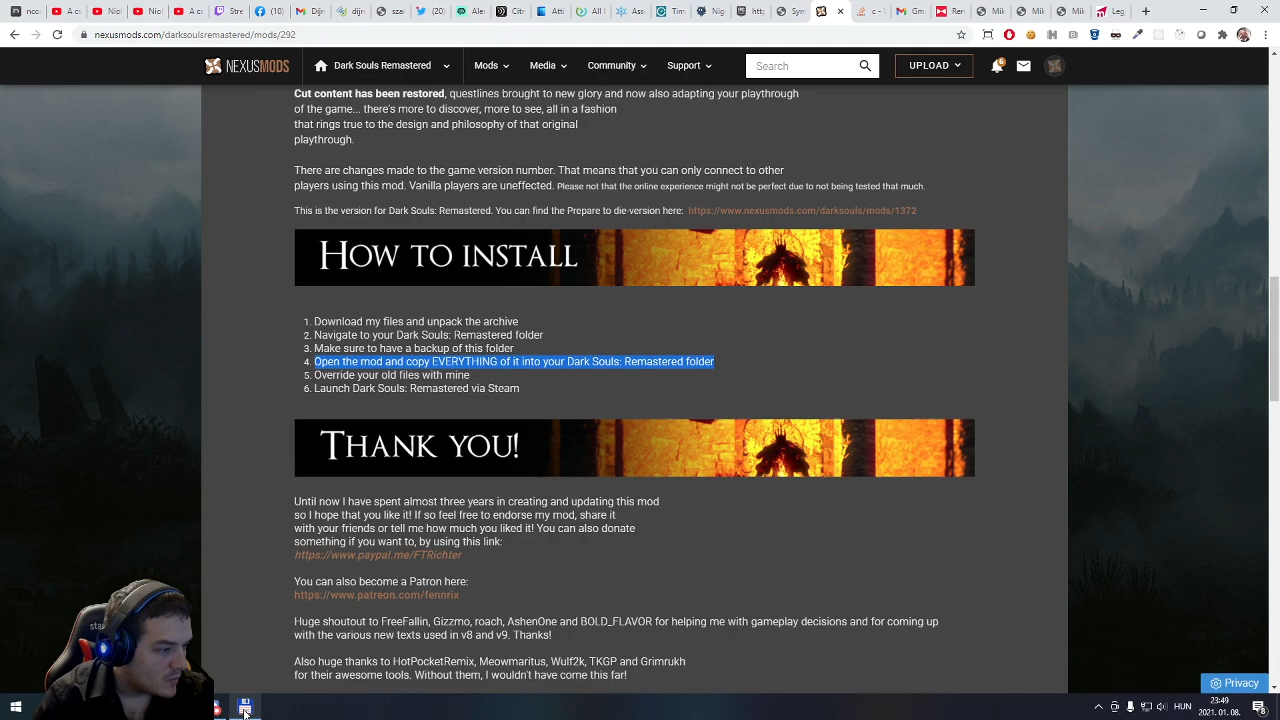 nexusmods.com/darksoulsremastered/mods/292
NEXUSMODS
Dark Souls Remastered
Mods
Media
Community
Support
Search
UPLOAD
6
Cut content has been restored, questlines brought to new glory and now also adapting your playthrough
of the game... there's more to discover, more to see, all in a fashion
that rings true to the design and philosophy of that original
playthrough.
There are changes made to the game version number. That means that you can only connect to other
players using this mod. Vanilla players are uneffected. Please not that the online experience might not be perfect due to not being tested that much.
This is the version for Dark Souls: Remastered. You can find the Prepare to die-version here: https://www.nexusmods.com/darksouls/mods/1372
HOW TO INSTALL
1. Download my files and unpack the archive
2. Navigate to your Dark Souls: Remastered folder
3. Make sure to have a backup of this folder
4. Open the mod and copy EVERYTHING of it into your Dark Souls: Remastered folder
5. Override your old files with mine
6. Launch Dark Souls: Remastered via Steam
THANK YOU!
Until now I have spent almost three years in creating and updating this mod
so I hope that you like it! If so feel free to endorse my mod, share it
with your friends or tell me how much you liked it! You can also donate
something if you want to, by using this link:
https://www.paypal.me/FTRichter
You can also become a Patron here:
https://www.patreon.com/fennrix
Huge shoutout to FreeFallin, Gizzmo, roach, AshenOne and BOLD_FLAVOR for helping me with gameplay decisions and for coming up
with the various new texts used in v8 and v9. Thanks!
Also huge thanks to HotPocketRemix, Meowmaritus, Wulf2k, TKGP and Grimrukh
for their awesome tools. Without them, I wouldn't have come this far!
Privacy
23:49
2021. 01. 08.